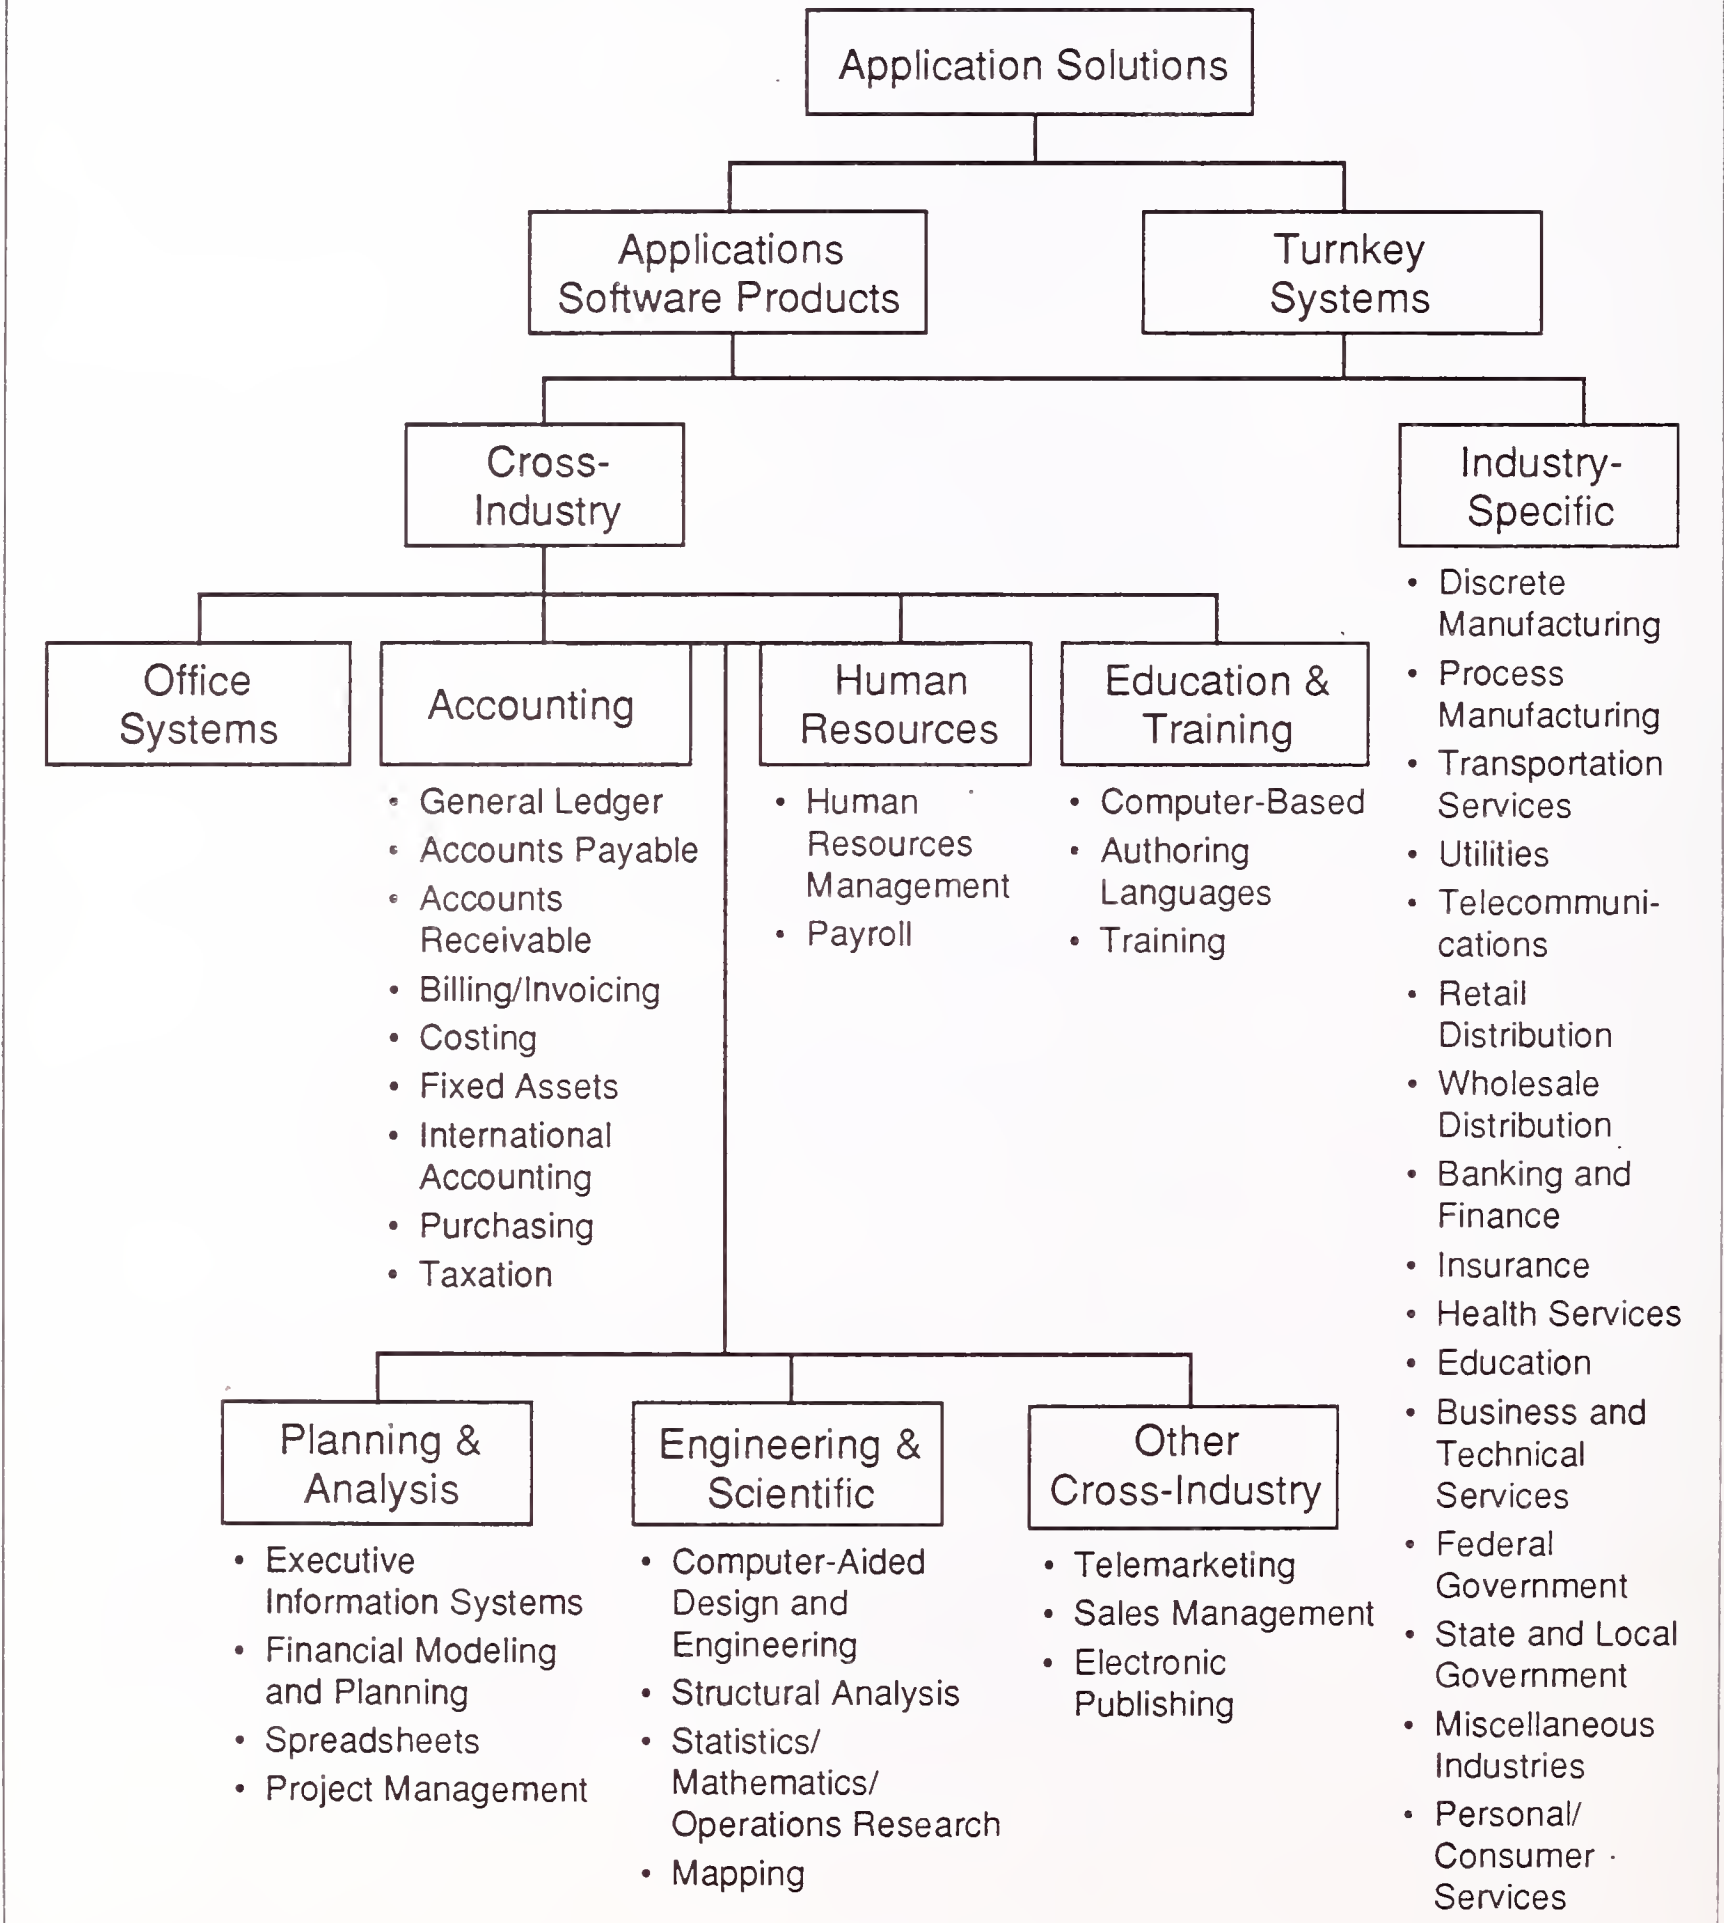 Application Solutions
Applications
Software Products
Turnkey
Systems
Cross-
Industry
Industry-
Specific
• Discrete
Manufacturing
• Process
Manufacturing
• Transportation
Services
• Utilities
• Telecommuni-
cations
• Retail
Distribution
• Wholesale
Distribution
• Banking and
Finance
• Insurance
• Health Services
• Education
• Business and
Technical
Services
• Federal
Government
• State and Local
Government
• Miscellaneous
Industries
• Personal/
Consumer
Services
Office
Systems
Accounting
• General Ledger
• Accounts Payable
• Accounts
Receivable
• Billing/Invoicing
• Costing
• Fixed Assets
• International
Accounting
• Purchasing
• Taxation
Human
Resources
• Human
Resources
Management
• Payroll
Education &
Training
• Computer-Based
• Authoring
Languages
• Training
Planning &
Analysis
• Executive
Information Systems
• Financial Modeling
and Planning
• Spreadsheets
• Project Management
Engineering &
Scientific
• Computer-Aided
Design and
Engineering
• Structural Analysis
• Statistics/
Mathematics/
Operations Research
• Mapping
Other
Cross-Industry
• Telemarketing
• Sales Management
• Electronic
Publishing